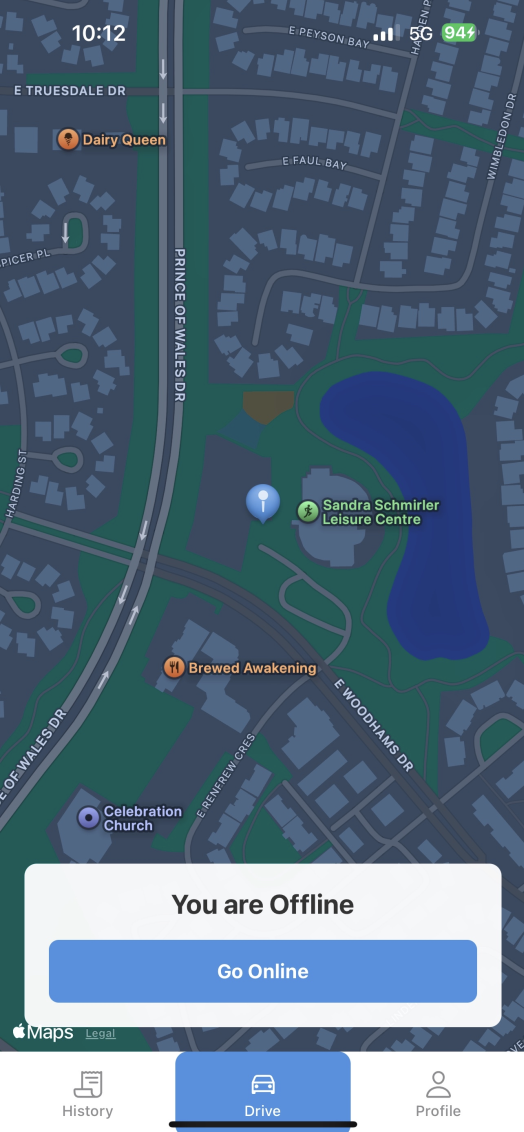 10:12
5G
94
E PEYSON BAY
E TRUESDALE DR
Dairy Queen
WIMBLEDON DR
E FAUL BAY
PRINCE OF WALES DR
HARDING ST
Sandra Schmirler
Leisure Centre
Brewed Awakening
E WOODHAMS DR
E OF WALES DR
E RENFREW CRES
Celebration
Church
You are Offline
Go Online
Maps
Legal
History
Drive
Profile